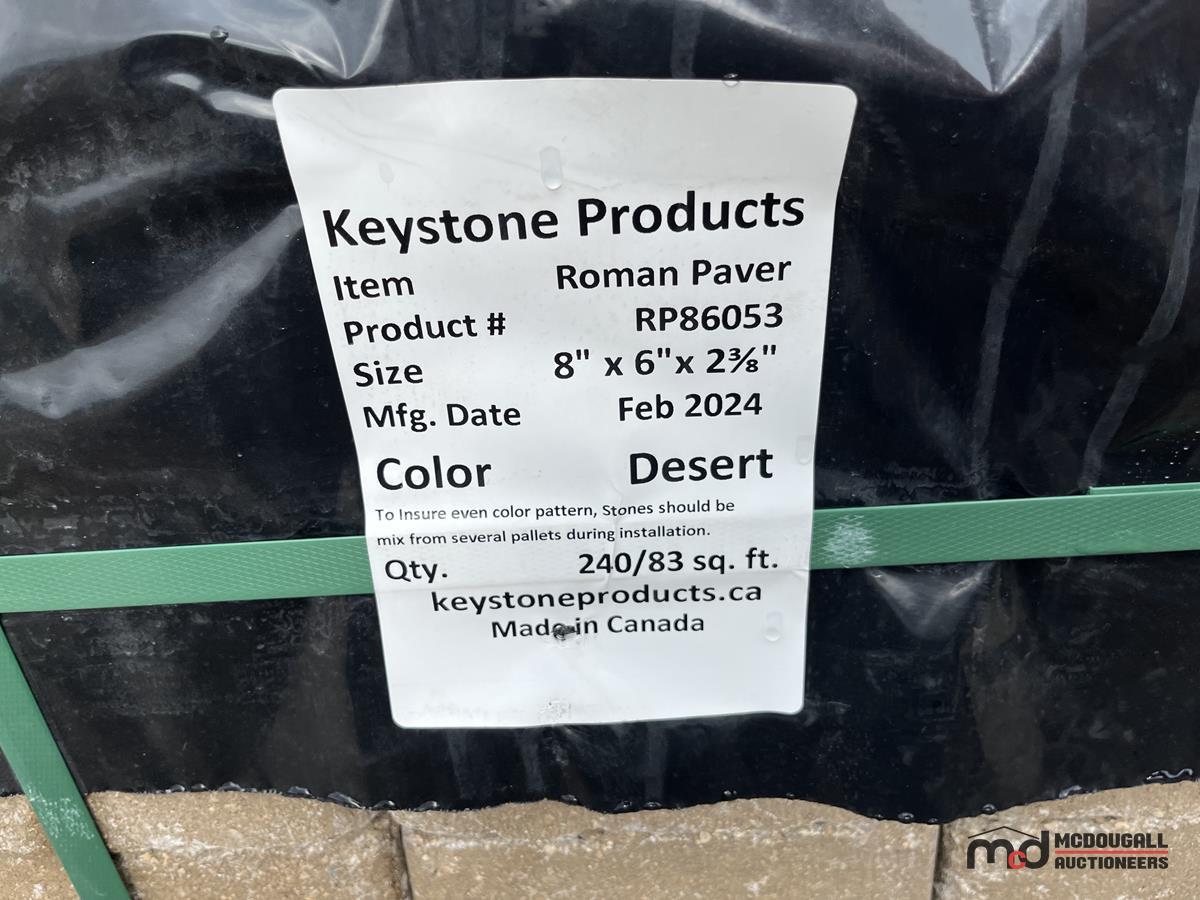 Keystone Products
Item Roman Paver
Product # RP86053
Size 8" x 6"x 2⅜"
Mfg. Date Feb 2024
Color Desert
To Insure even color pattern, Stones should be
mix from several pallets during installation.
Qty. 240/83 sq. ft.
keystoneproducts.ca
Made in Canada
mcd MCDOUGALL
AUCTIONEERS